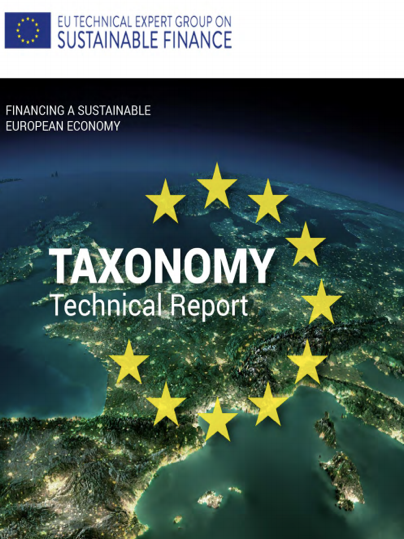 EU TECHNICAL EXPERT GROUP ON
SUSTAINABLE FINANCE
FINANCING A SUSTAINABLE
EUROPEAN ECONOMY
TAXONOMY
Technical Report